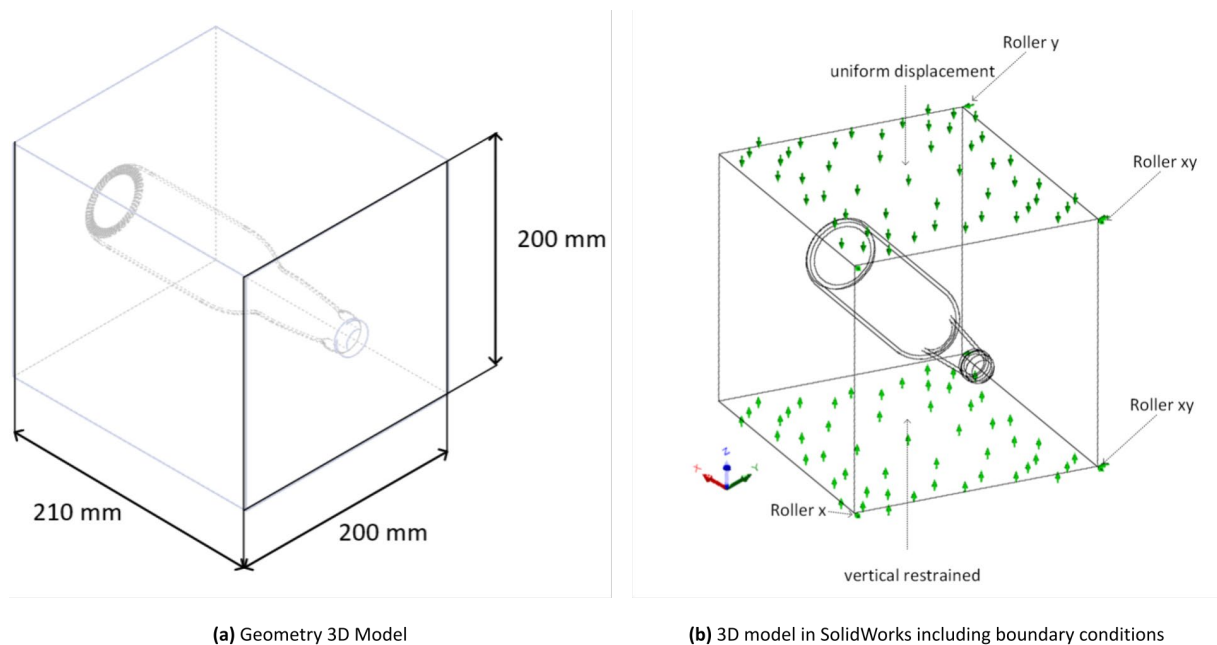 200 mm
210 mm
200 mm
(a) Geometry 3D Model
Roller y
uniform displacement
Roller xy
Roller xy
X
Z
Y
Roller x
vertical restrained
(b) 3D model in SolidWorks including boundary conditions